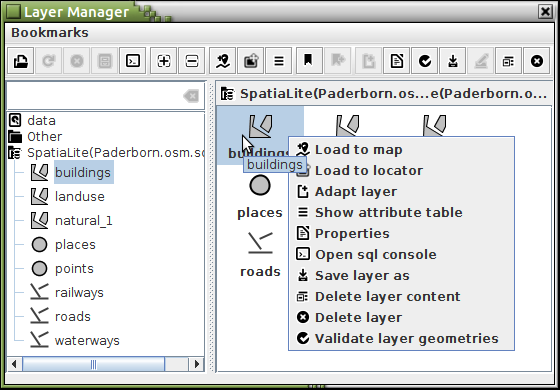 Layer Manager
Bookmarks
SpatiaLite(Paderborn.os...e(Paderborn.o...
data
Other
SpatiaLite(Paderborn.osm.sq
buildings
landuse
natural_1
places
points
railways
roads
waterways
buildings
buildings
places
roads
Load to map
Load to locator
Adapt layer
Show attribute table
Properties
Open sql console
Save layer as
Delete layer content
Delete layer
Validate layer geometries